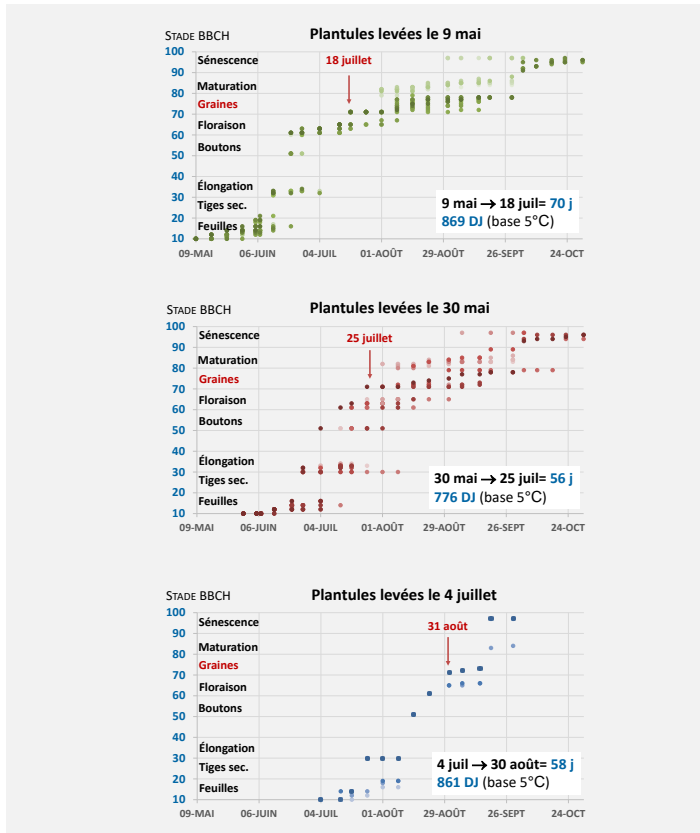 STADE BBCH Plantules levées le 9 mai
100 Sénescence
18 juillet
90
80 Maturation
70 Graines
60 Floraison
50 Boutons
40
30 Élongation
20 Tiges sec.
Feuilles
10
9 mai → 18 juil= 70 j
869 DJ (base 5°C)
09-MAI 06-JUIN 04-JUIL 01-AOÛT 29-AOÛT 26-SEPT 24-OCT
STADE BBCH Plantules levées le 30 mai
100 Sénescence
25 juillet
90
80 Maturation
70 Graines
60 Floraison
50 Boutons
40
30 Élongation
20 Tiges sec.
Feuilles
10
30 mai → 25 juil= 56 j
776 DJ (base 5°C)
09-MAI 06-JUIN 04-JUIL 01-AOÛT 29-AOÛT 26-SEPT 24-OCT
STADE BBCH Plantules levées le 4 juillet
100 Sénescence
31 août
90
80 Maturation
70 Graines
60 Floraison
50 Boutons
40
30 Élongation
20 Tiges sec.
Feuilles
10
4 juil → 30 août= 58 j
861 DJ (base 5°C)
09-MAI 06-JUIN 04-JUIL 01-AOÛT 29-AOÛT 26-SEPT 24-OCT